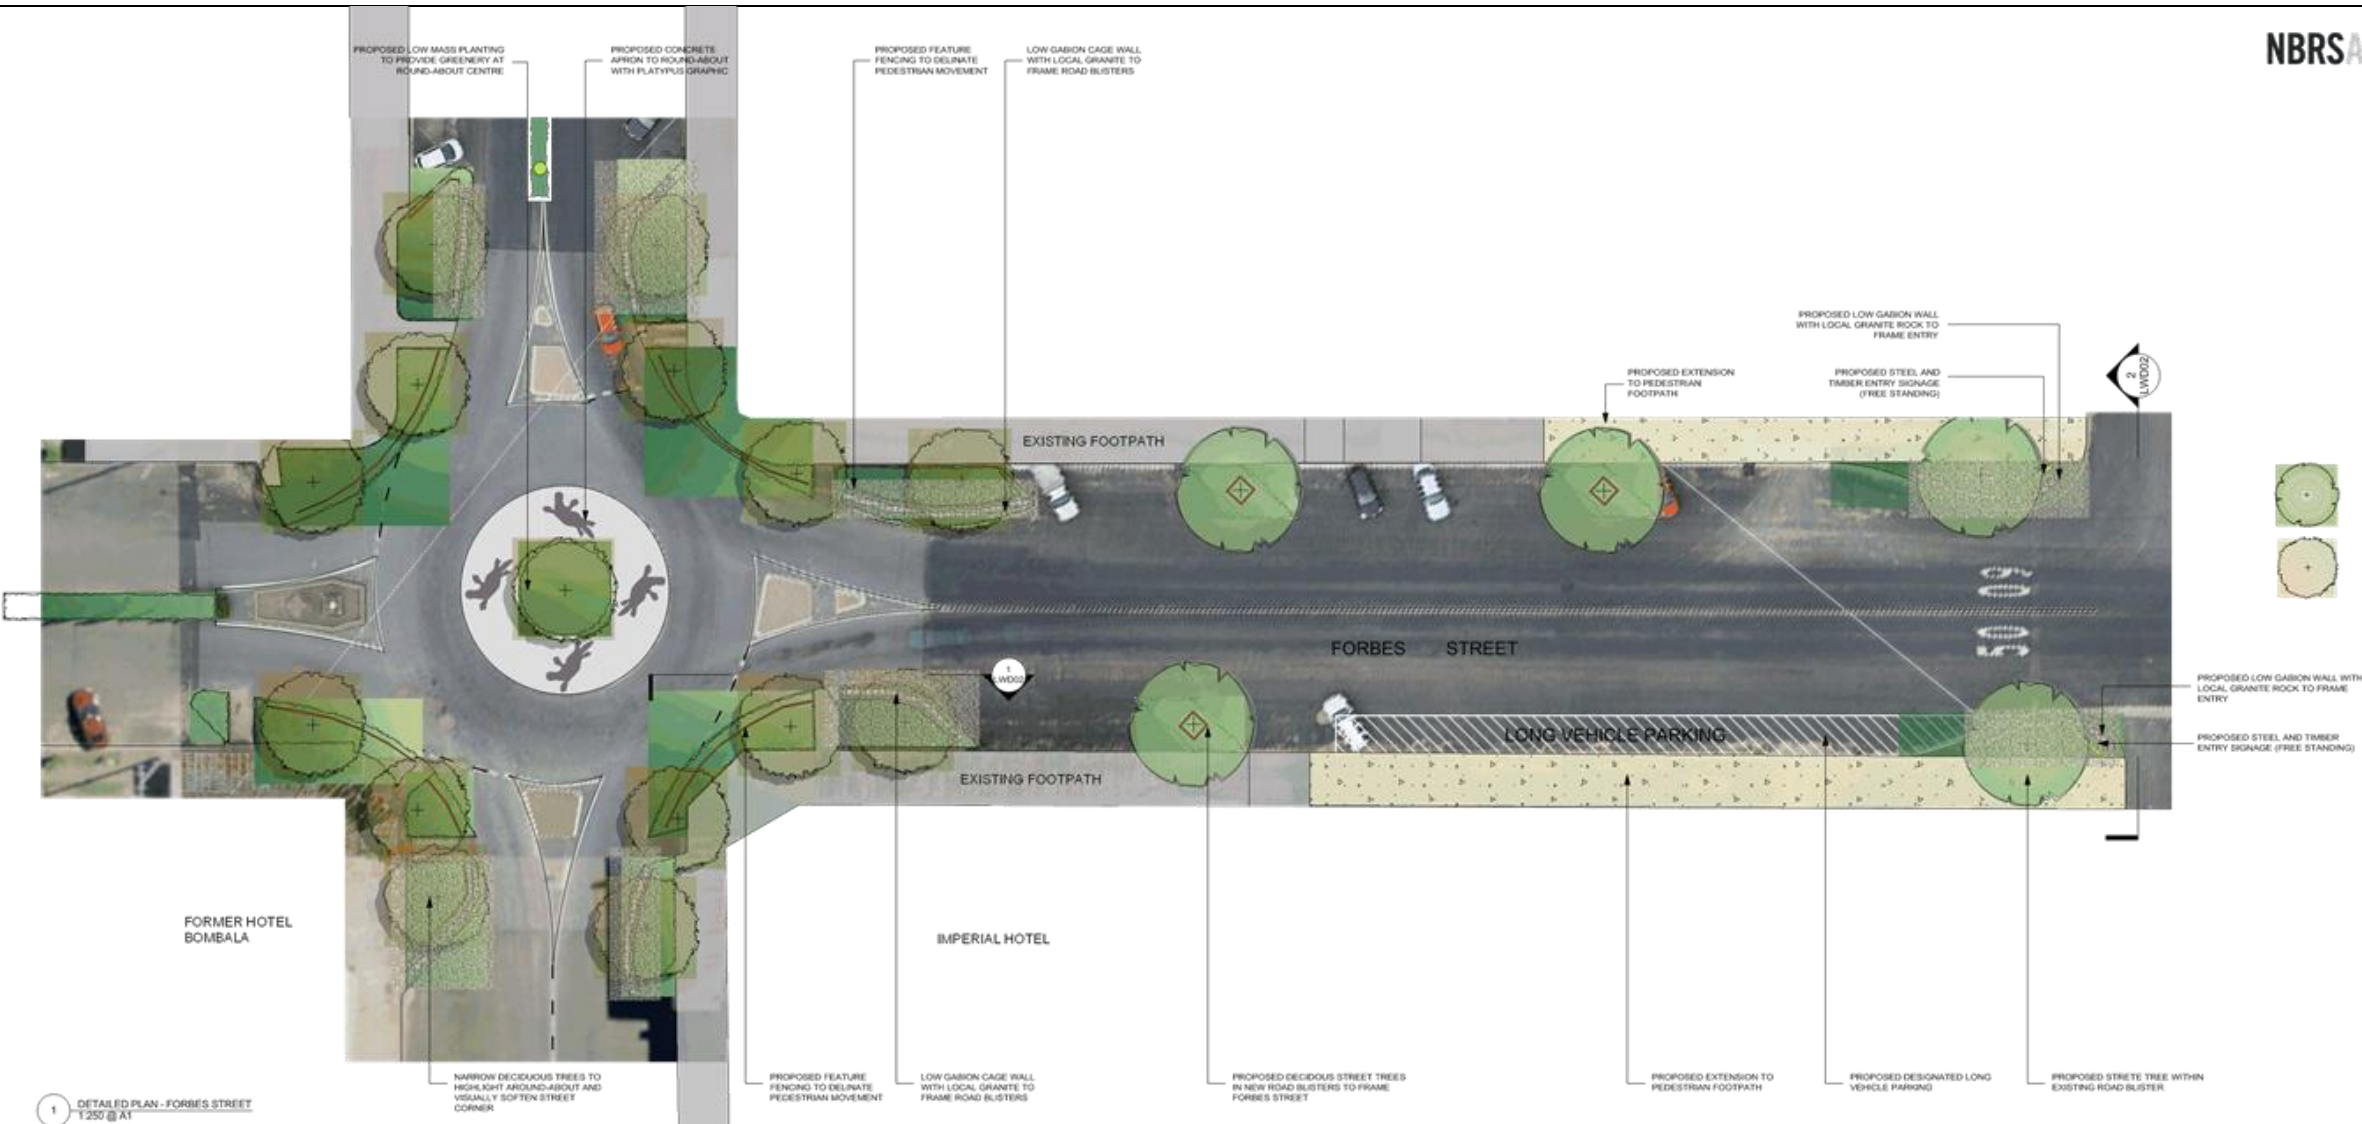 PROPOSED LOW MASS PLANTING
TO PROVIDE GREENERY AT
ROUND-ABOUT CENTRE
PROPOSED CONCRETE
APRON TO ROUND-ABOUT
WITH PLATYPUS GRAPHIC
PROPOSED FEATURE
FENCING TO DELINATE
PEDESTRIAN MOVEMENT
LOW GABION CAGE WALL
WITH LOCAL GRANITE TO
FRAME ROAD BLISTERS
NBRSA
PROPOSED LOW GABION WALL
WITH LOCAL GRANITE ROCK TO
FRAME ENTRY
PROPOSED EXTENSION
TO PEDESTRIAN
FOOTPATH
PROPOSED STEEL AND
TIMBER ENTRY SIGNAGE
(FREE STANDING)
2
LWD02
EXISTING FOOTPATH
50
50
FORBES STREET
1
LWD02
PROPOSED LOW GABION WALL WITH
LOCAL GRANITE ROCK TO FRAME
ENTRY
LONG VEHICLE PARKING
PROPOSED STEEL AND TIMBER
ENTRY SIGNAGE (FREE STANDING)
EXISTING FOOTPATH
FORMER HOTEL
BOMBALA
IMPERIAL HOTEL
NARROW DECIDUOUS TREES TO
HIGHLIGHT AROUND-ABOUT AND
VISUALLY SOFTEN STREET
CORNER
PROPOSED FEATURE
FENCING TO DELINATE
PEDESTRIAN MOVEMENT
LOW GABION CAGE WALL
WITH LOCAL GRANITE TO
FRAME ROAD BLISTERS
PROPOSED DECIDOUS STREET TREES
IN NEW ROAD BLISTERS TO FRAME
FORBES STREET
PROPOSED EXTENSION TO
PEDESTRIAN FOOTPATH
PROPOSED DESIGNATED LONG
VEHICLE PARKING
PROPOSED STRETE TREE WITHIN
EXISTING ROAD BLISTER
1
DETAILED PLAN - FORBES STREET
1:250 @ A1